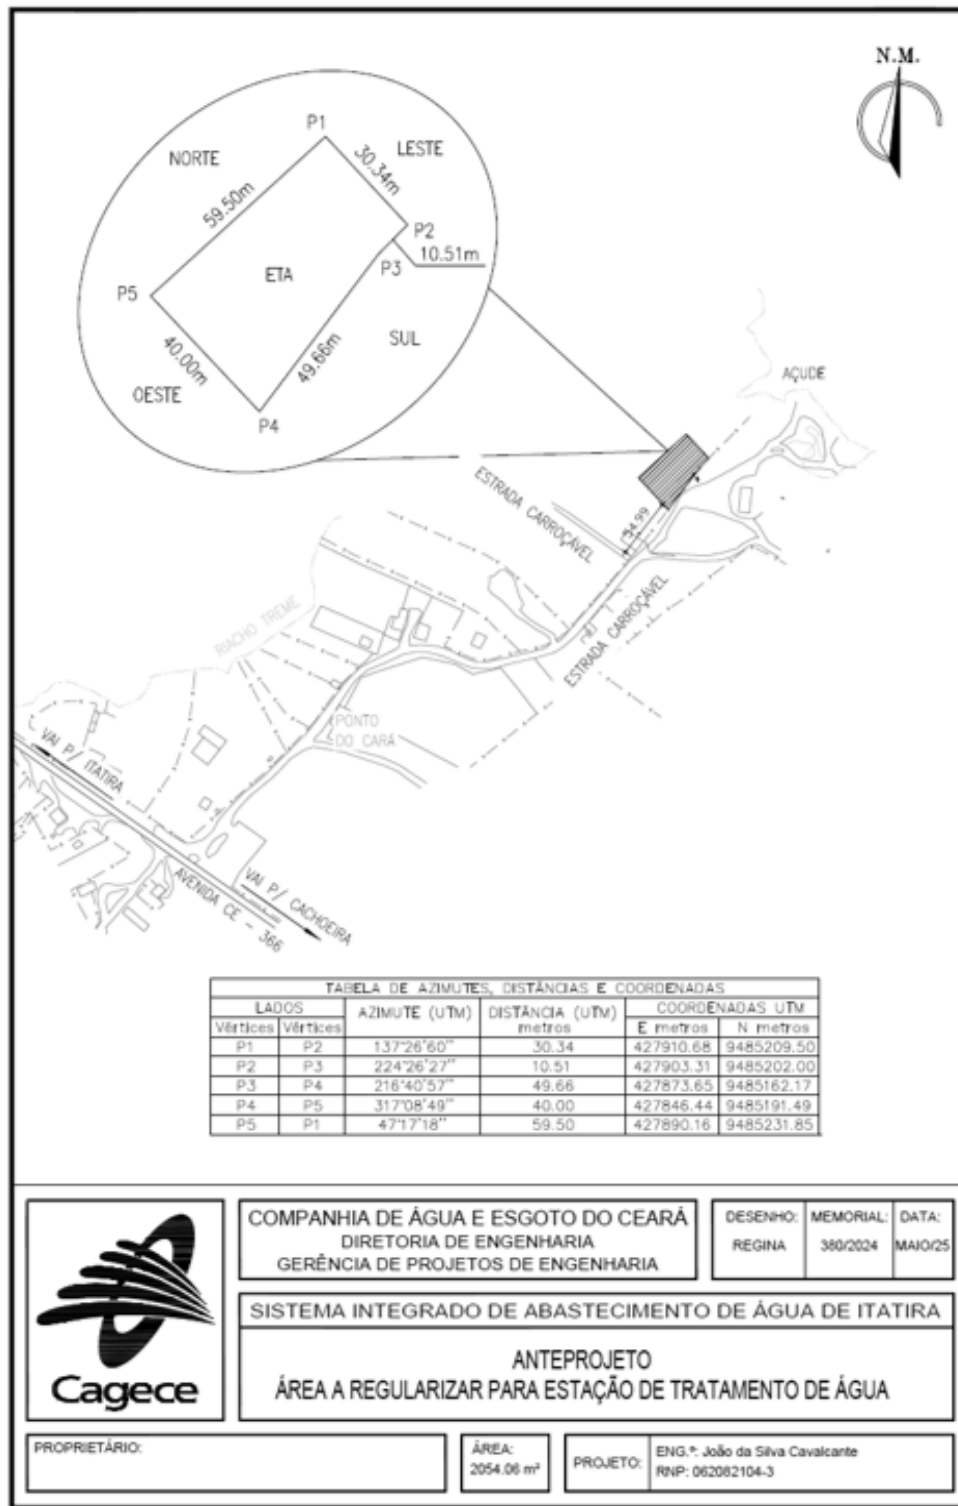 N.M.
P1
NORTE
LESTE
30.34m
59.50m
P2
10.51m
P3
ETA
P5
SUL
40.00m
49.66m
OESTE
P4
AÇUDE
ESTRADA CARROÇÁVEL
54.99
ESTRADA CARROÇÁVEL
RIACHO TREME
PONTO
DO CARÁ
VAI P/ ITATIRA
VAI P/ CACHOEIRA
AVENIDA CE - 366
TABELA DE AZIMUTES, DISTÂNCIAS E COORDENADAS
LADOS AZIMUTE (UTM) DISTÂNCIA (UTM) metros COORDENADAS UTM
Vértices Vértices E metros N metros
P1 P2 137°26'60'' 30.34 427910.68 9485209.50
P2 P3 224°26'27'' 10.51 427903.31 9485202.00
P3 P4 216°40'57'' 49.66 427873.65 9485162.17
P4 P5 317°08'49'' 40.00 427846.44 9485191.49
P5 P1 47°17'18'' 59.50 427890.16 9485231.85
Cagece
COMPANHIA DE ÁGUA E ESGOTO DO CEARÁ
DIRETORIA DE ENGENHARIA
GERÊNCIA DE PROJETOS DE ENGENHARIA
DESENHO: MEMORIAL: DATA:
REGINA 380/2024 MAIO/25
SISTEMA INTEGRADO DE ABASTECIMENTO DE ÁGUA DE ITATIRA
ANTEPROJETO
ÁREA A REGULARIZAR PARA ESTAÇÃO DE TRATAMENTO DE ÁGUA
PROPRIETÁRIO:
ÁREA:
2054.06 m²
PROJETO:
ENG.º: João da Silva Cavalcante
RNP: 062082104-3